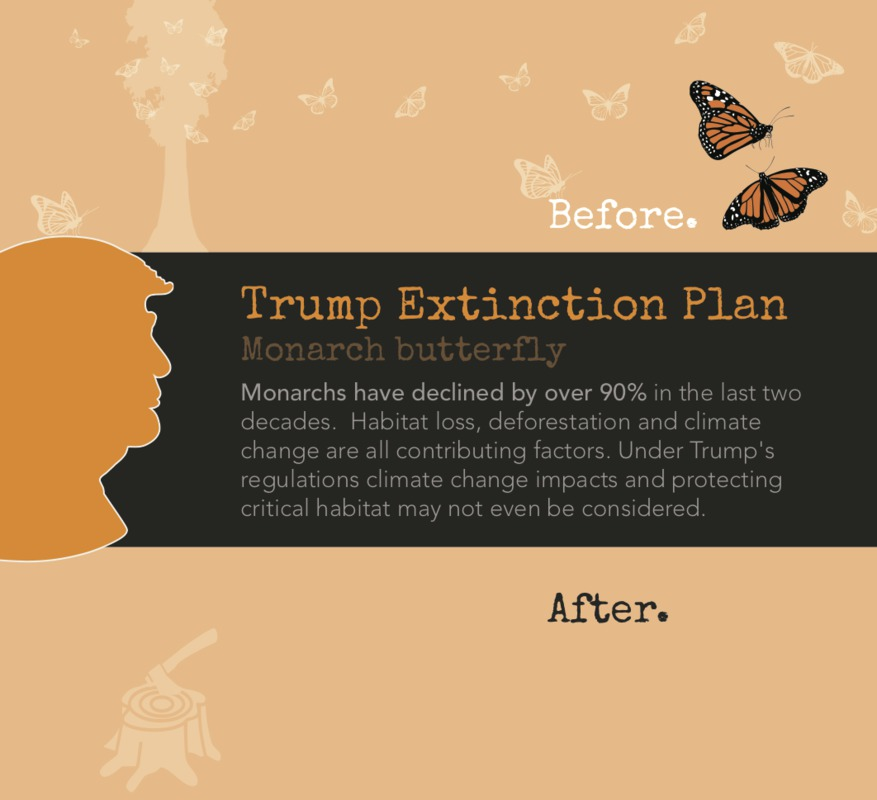 Before.
Trump Extinction Plan
Monarch butterfly
Monarchs have declined by over 90% in the last two
decades.  Habitat loss, deforestation and climate
change are all contributing factors. Under Trump's
regulations climate change impacts and protecting
critical habitat may not even be considered.
After.